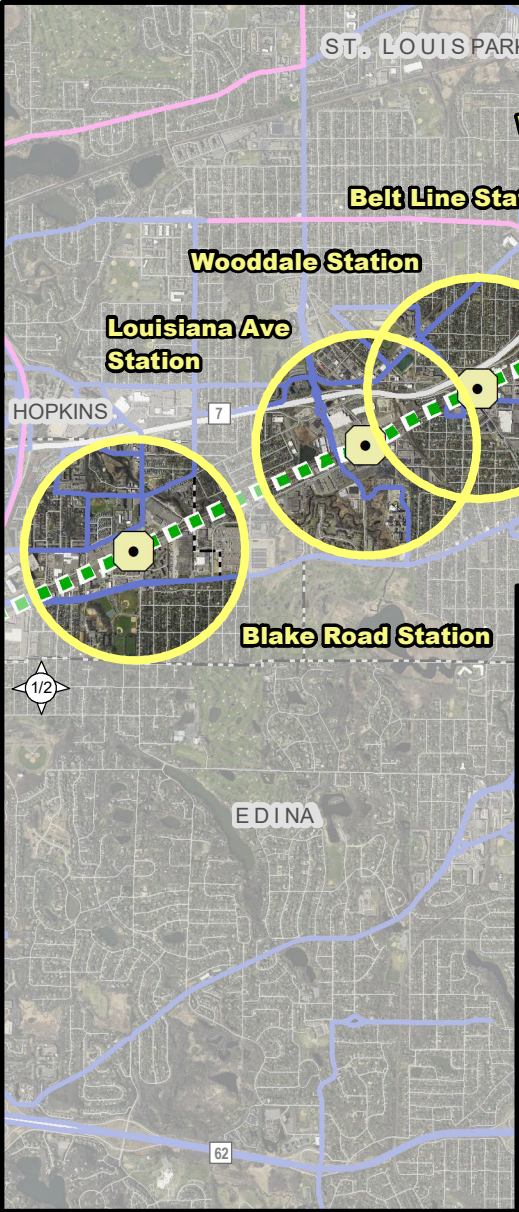 ST. LOUIS PARK
Belt Line Sta
Wooddale Station
Louisiana Ave
Station
HOPKINS
7
Blake Road Station
1/2
EDINA
62